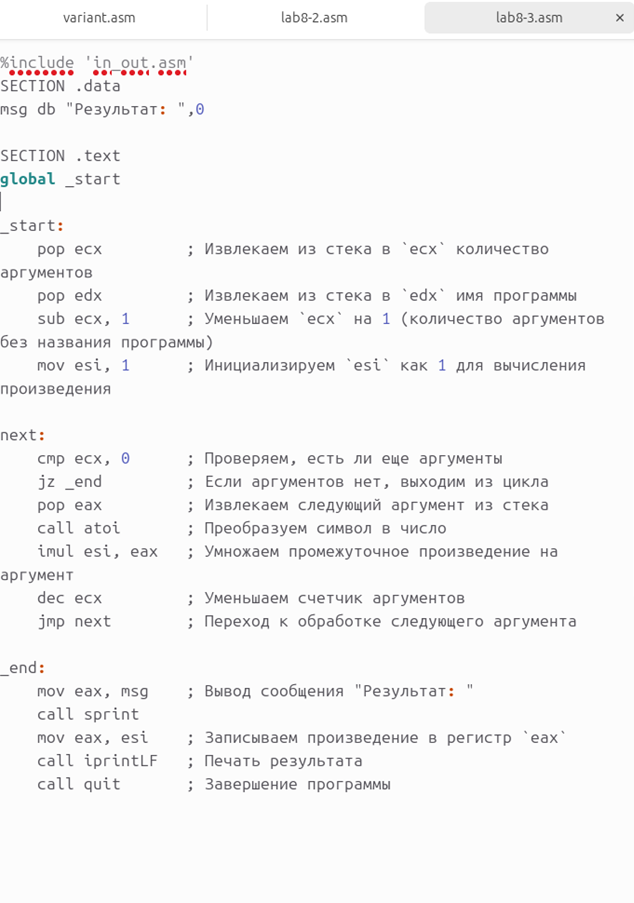 variant.asm lab8-2.asm lab8-3.asm ×
%include 'in_out.asm'
SECTION .data
msg db "Результат: ",0
SECTION .text
global _start
_start:
    pop ecx         ; Извлекаем из стека в `ecx` количество
аргументов
    pop edx         ; Извлекаем из стека в `edx` имя программы
    sub ecx, 1      ; Уменьшаем `ecx` на 1 (количество аргументов
без названия программы)
    mov esi, 1      ; Инициализируем `esi` как 1 для вычисления
произведения
next:
    cmp ecx, 0      ; Проверяем, есть ли еще аргументы
    jz _end         ; Если аргументов нет, выходим из цикла
    pop eax         ; Извлекаем следующий аргумент из стека
    call atoi       ; Преобразуем символ в число
    imul esi, eax   ; Умножаем промежуточное произведение на
аргумент
    dec ecx         ; Уменьшаем счетчик аргументов
    jmp next        ; Переход к обработке следующего аргумента
_end:
    mov eax, msg    ; Вывод сообщения "Результат: "
    call sprint
    mov eax, esi    ; Записываем произведение в регистр `eax`
    call iprintLF   ; Печать результата
    call quit       ; Завершение программы